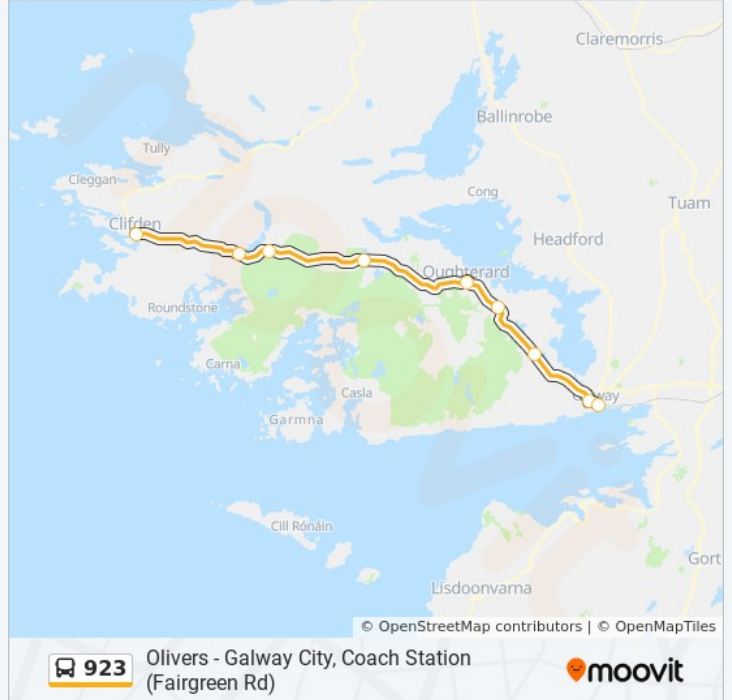 Claremorris
Ballinrobe
Tully
Cleggan
Cong
Tuam
Clifden
Headford
Oughterard
Roundstone
Carna
Casla
Garmna
Cill Rónáin
Gort
Lisdoonvarna
© OpenStreetMap contributors | © OpenMapTiles
923
Olivers - Galway City, Coach Station
(Fairgreen Rd)
moovit